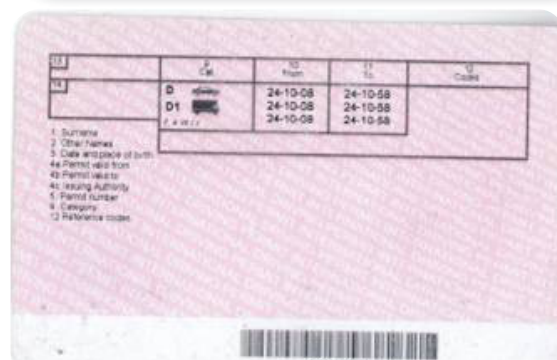 13 9 10 11 12
Cat. From To Codes
14
D 24-10-08 24-10-58
D1 24-10-08 24-10-58
24-10-08 24-10-58
1. Surname
2. Other Names
3. Date and place of birth
4a Permit valid from
4b Permit valid to
4c Issuing Authority
5. Permit number
9. Category
12 Reference codes